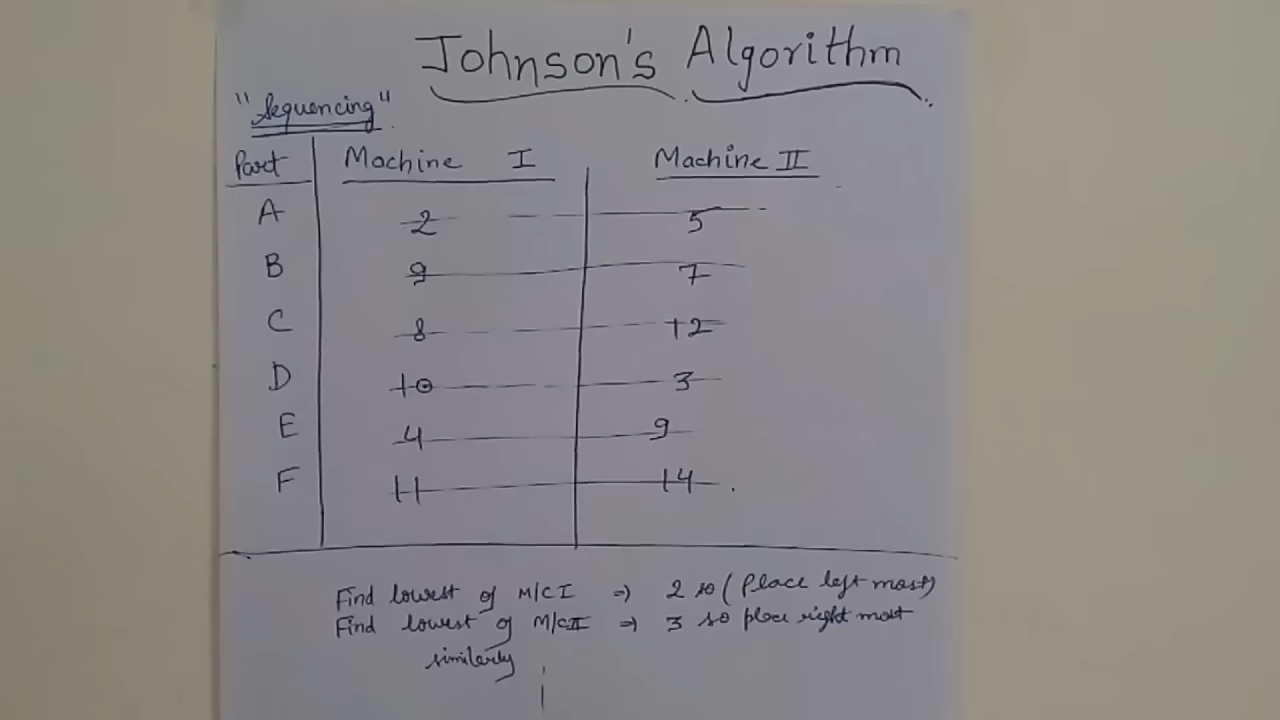 Johnson's Algorithm
"Sequencing"
Part Machine I Machine II
A 2 5
B 9 7
C 8 12
D 10 3
E 4 9
F 11 14
Find lowest of M/C I ⇒ 2 so (Place left most)
Find lowest of M/C II ⇒ 3 so place right most
similarly